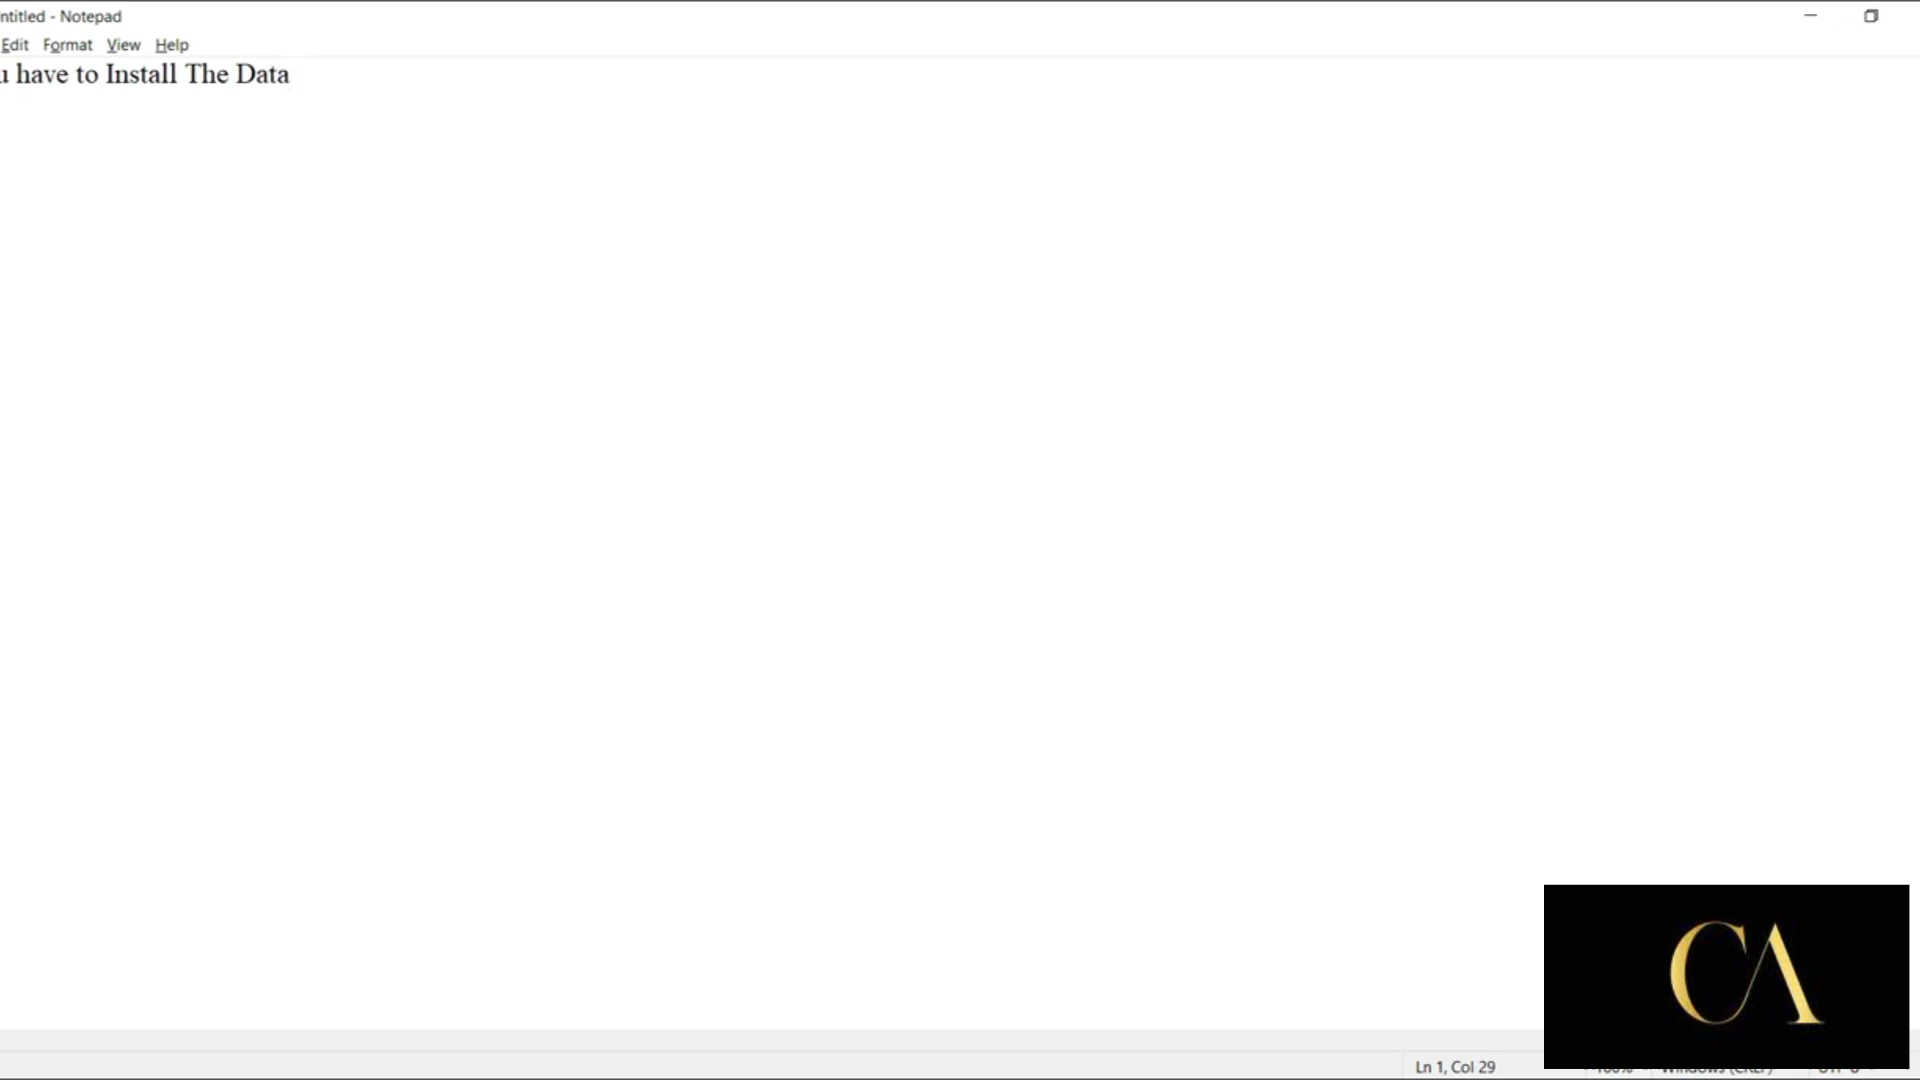 ntitled - Notepad
Edit Format View Help
u have to Install The Data
Ln 1, Col 29
CA